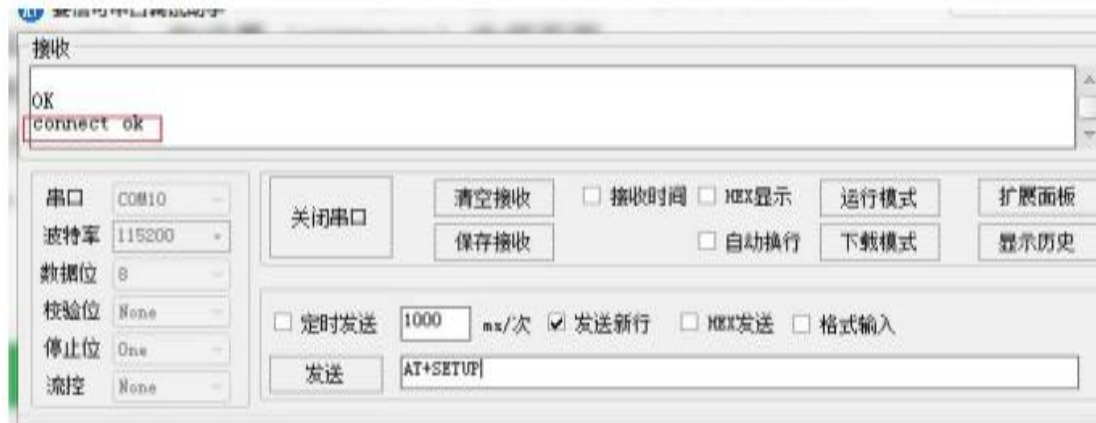 接收
OK
connect ok
串口 COM10
波特率 115200
数据位 8
校验位 None
停止位 One
流控 None
关闭串口
清空接收 接收时间 HEX显示 运行模式 扩展面板
保存接收 自动换行 下载模式 显示历史
定时发送 1000 ms/次 发送新行 HEX发送 格式输入
发送 AT+SETUP